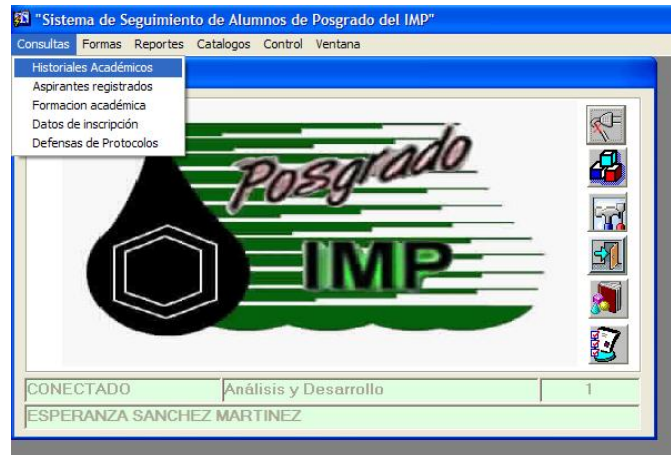 "Sistema de Seguimiento de Alumnos de Posgrado del IMP"
Consultas Formas Reportes Catalogos Control Ventana
Historiales Académicos
Aspirantes registrados
Formacion académica
Datos de inscripción
Defensas de Protocolos
Posgrado
IMP
CONECTADO Análisis y Desarrollo 1
ESPERANZA SANCHEZ MARTINEZ